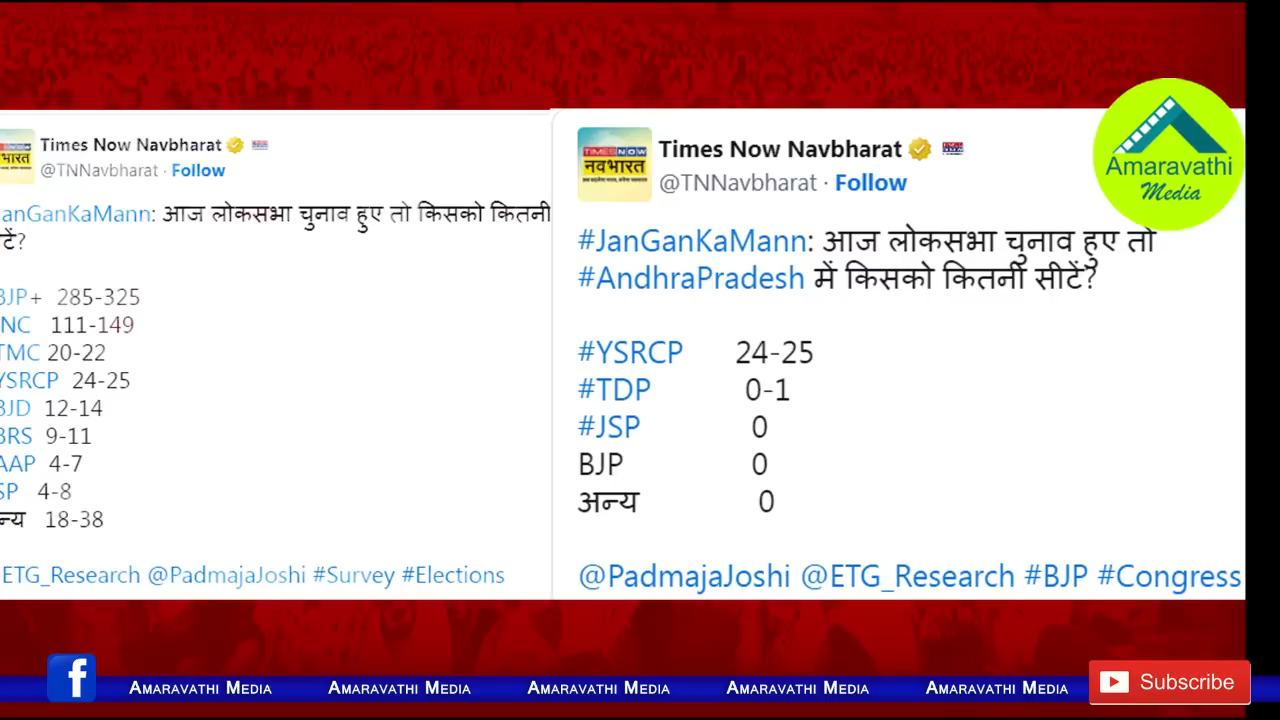 Times Now Navbharat
@TNNavbharat · Follow
anGanKaMann: आज लोकसभा चुनाव हुए तो किसको कितनी
टें?
BJP+ 285-325
NC 111-149
TMC 20-22
YSRCP 24-25
BJD 12-14
BRS 9-11
AAP 4-7
SP 4-8
न्य 18-38
ETG_Research @PadmajaJoshi #Survey #Elections
TIMES NOW
नवभारत
Times Now Navbharat
@TNNavbharat · Follow
#JanGanKaMann: आज लोकसभा चुनाव हुए तो
#AndhraPradesh में किसको कितनी सीटें?
#YSRCP 24-25
#TDP 0-1
#JSP 0
BJP 0
अन्य 0
@PadmajaJoshi @ETG_Research #BJP #Congress
Amaravathi
Media
f Amaravathi Media Amaravathi Media Amaravathi Media Amaravathi Media Amaravathi Media
Subscribe